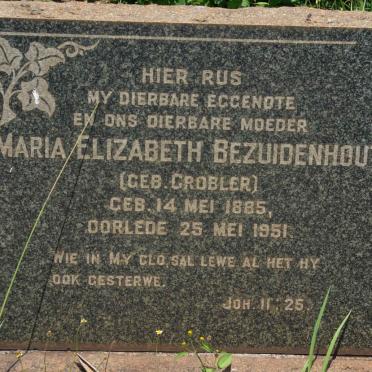 HIER RUS
MY DIERBARE EGGENOTE
EN ONS DIERBARE MOEDER
MARIA ELIZABETH BEZUIDENHOUT
(GEB. GROBLER)
GEB. 14 MEI 1885,
OORLEDE 25 MEI 1951.
WIE IN MY GLO, SAL LEWE AL HET HY
OOK GESTERWE.
JOH. 11; 25.